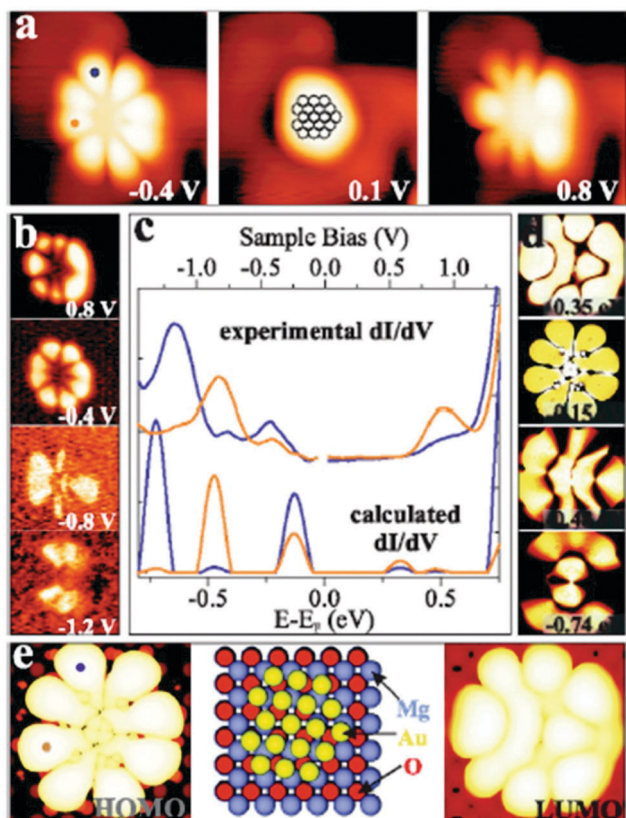 a
-0.4 V
0.1 V
0.8 V
b
0.8 V
-0.4 V
-0.8 V
-1.2 V
c
Sample Bias (V)
-1.0 -0.5 0.0 0.5 1.0
experimental dI/dV
calculated
dI/dV
-0.5 0.0 0.5
E-E_F (eV)
d
0.35 eV
-0.15
-0.74 eV
e
HOMO
Mg
Au
O
LUMO